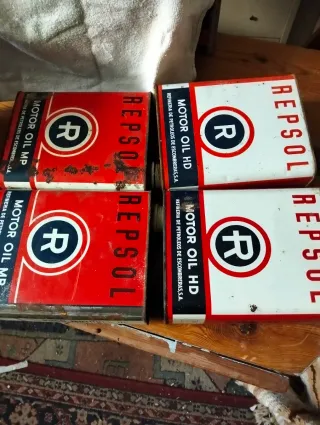 REPSOL
R
MOTOR OIL MP
REPSOL
R
MOTOR OIL HD
REFINERIA DE PETROLEOS DE ESCOMBRERAS.S.A.
REPSOL
R
MOTOR OIL MP
REPSOL
R
MOTOR OIL HD
REFINERIA DE PETROLEOS DE ESCOMBRERAS.S.A.